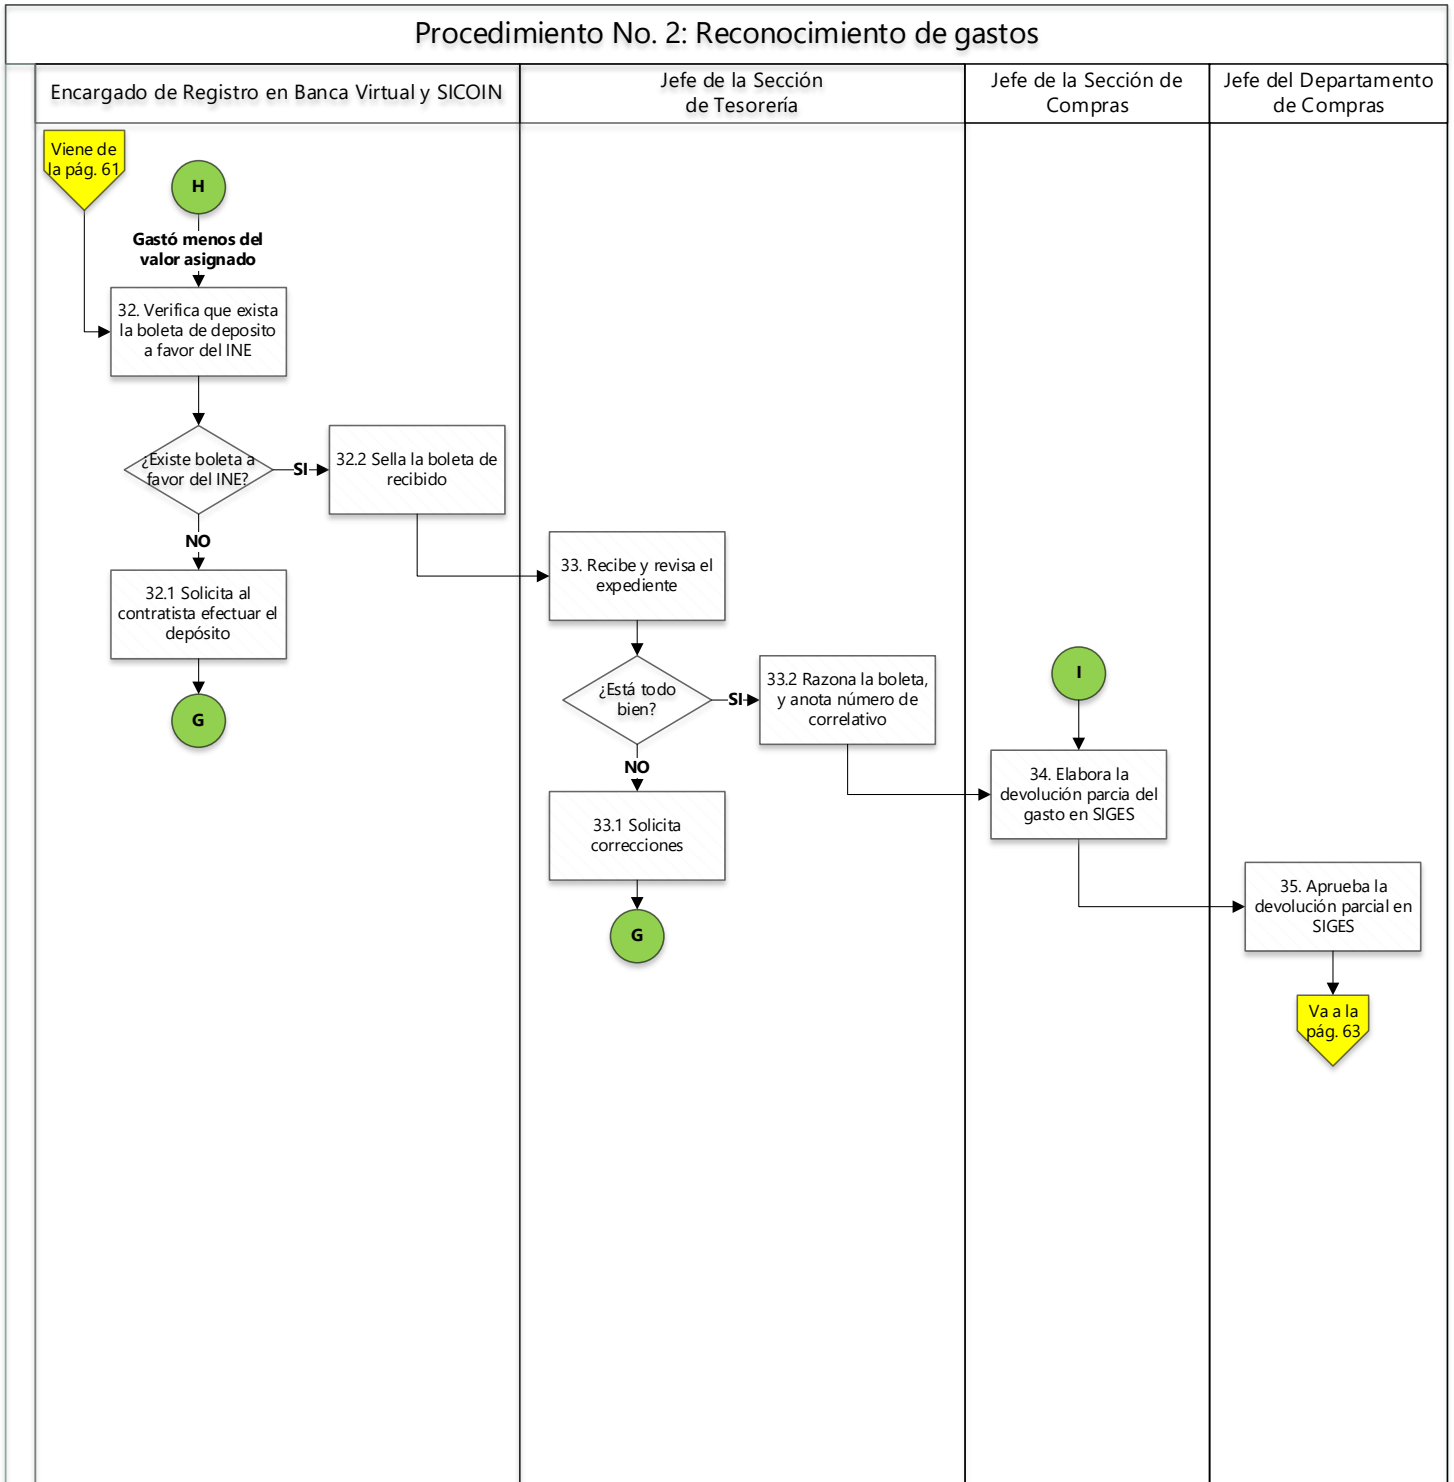 Procedimiento No. 2: Reconocimiento de gastos
Encargado de Registro en Banca Virtual y SICOIN
Jefe de la Sección
de Tesorería
Jefe de la Sección de
Compras
Jefe del Departamento
de Compras
Viene de
la pág. 61
H
Gastó menos del
valor asignado
32. Verifica que exista
la boleta de deposito
a favor del INE
¿Existe boleta a
favor del INE?
SI
32.2 Sella la boleta de
recibido
NO
32.1 Solicita al
contratista efectuar el
depósito
G
33. Recibe y revisa el
expediente
¿Está todo
bien?
SI
33.2 Razona la boleta,
y anota número de
correlativo
NO
33.1 Solicita
correcciones
G
I
34. Elabora la
devolución parcia del
gasto en SIGES
35. Aprueba la
devolución parcial en
SIGES
Va a la
pág. 63